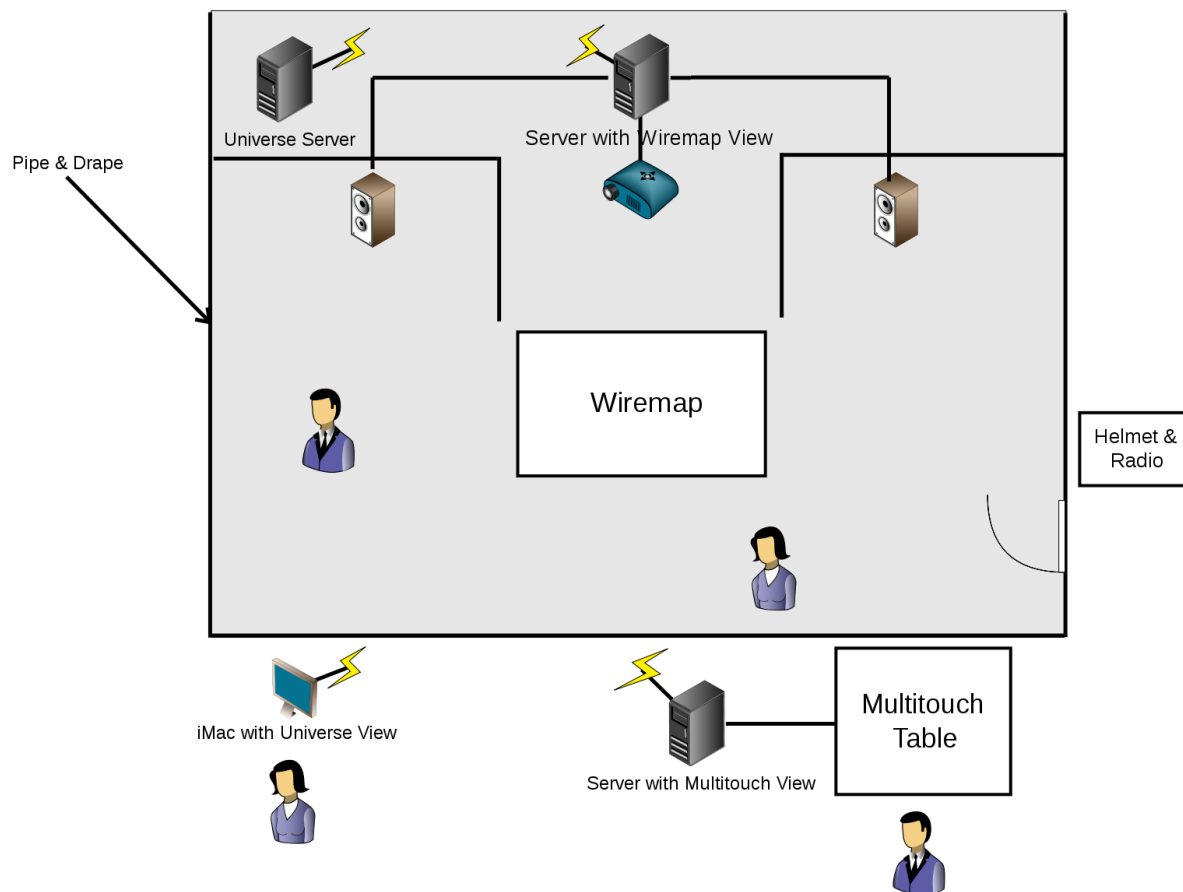 Universe Server
Server with Wiremap View
Pipe & Drape
Wiremap
Helmet &
Radio
iMac with Universe View
Multitouch
Table
Server with Multitouch View